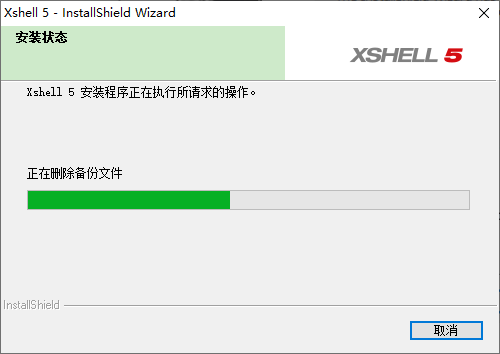 Xshell 5 - InstallShield Wizard
安装状态
XSHELL 5
Xshell 5 安装程序正在执行所请求的操作。
正在删除备份文件
InstallShield
取消